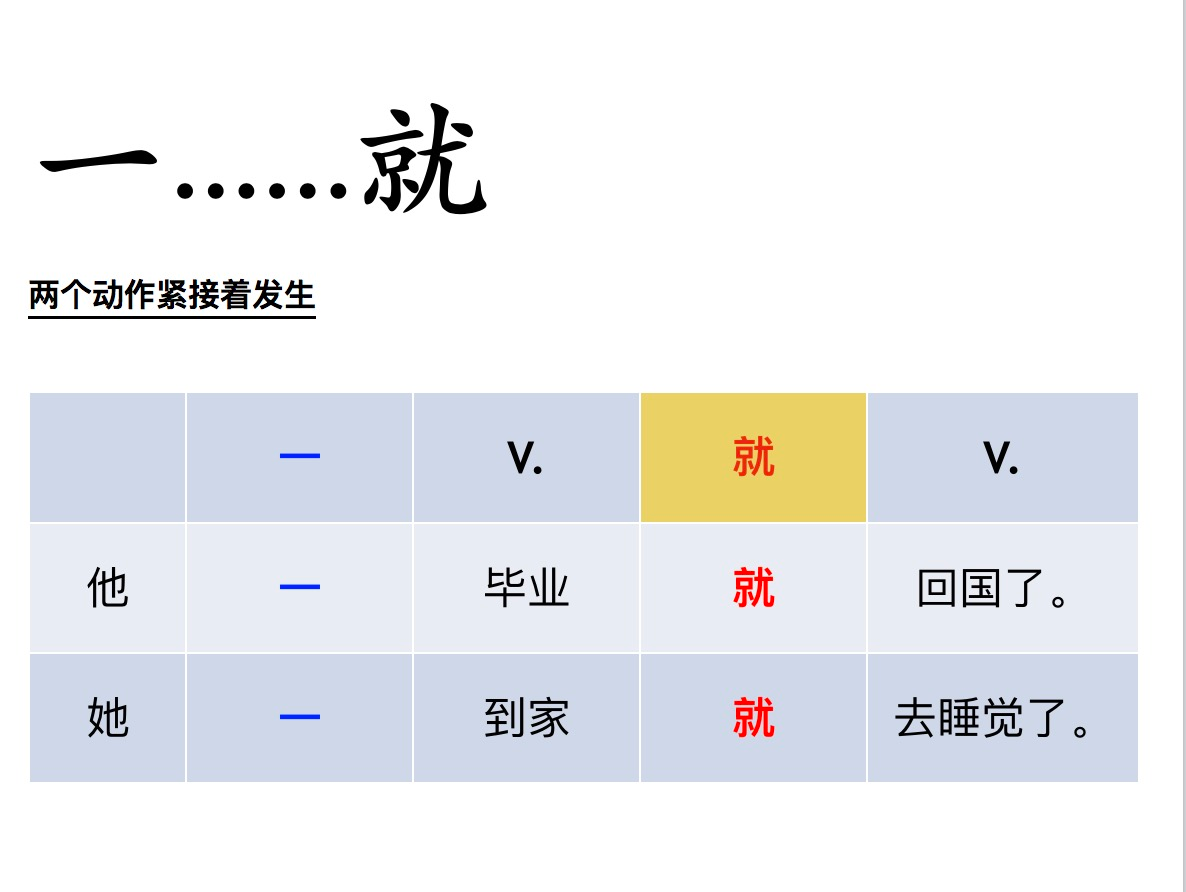 一……就
两个动作紧接着发生
一 V. 就 V.
他 一 毕业 就 回国了。
她 一 到家 就 去睡觉了。